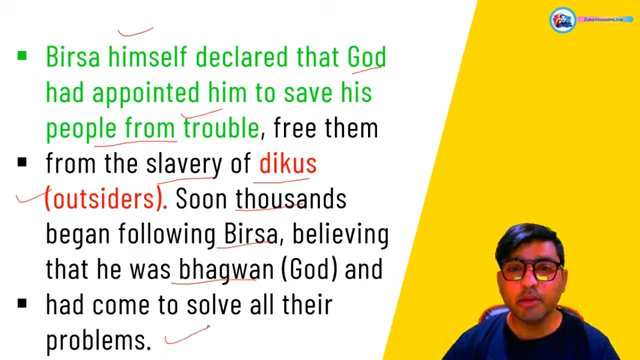 ZakirHussainLive
Birsa himself declared that God
had appointed him to save his
people from trouble, free them
from the slavery of dikus
(outsiders). Soon thousands
began following Birsa, believing
that he was bhagwan (God) and
had come to solve all their
problems.